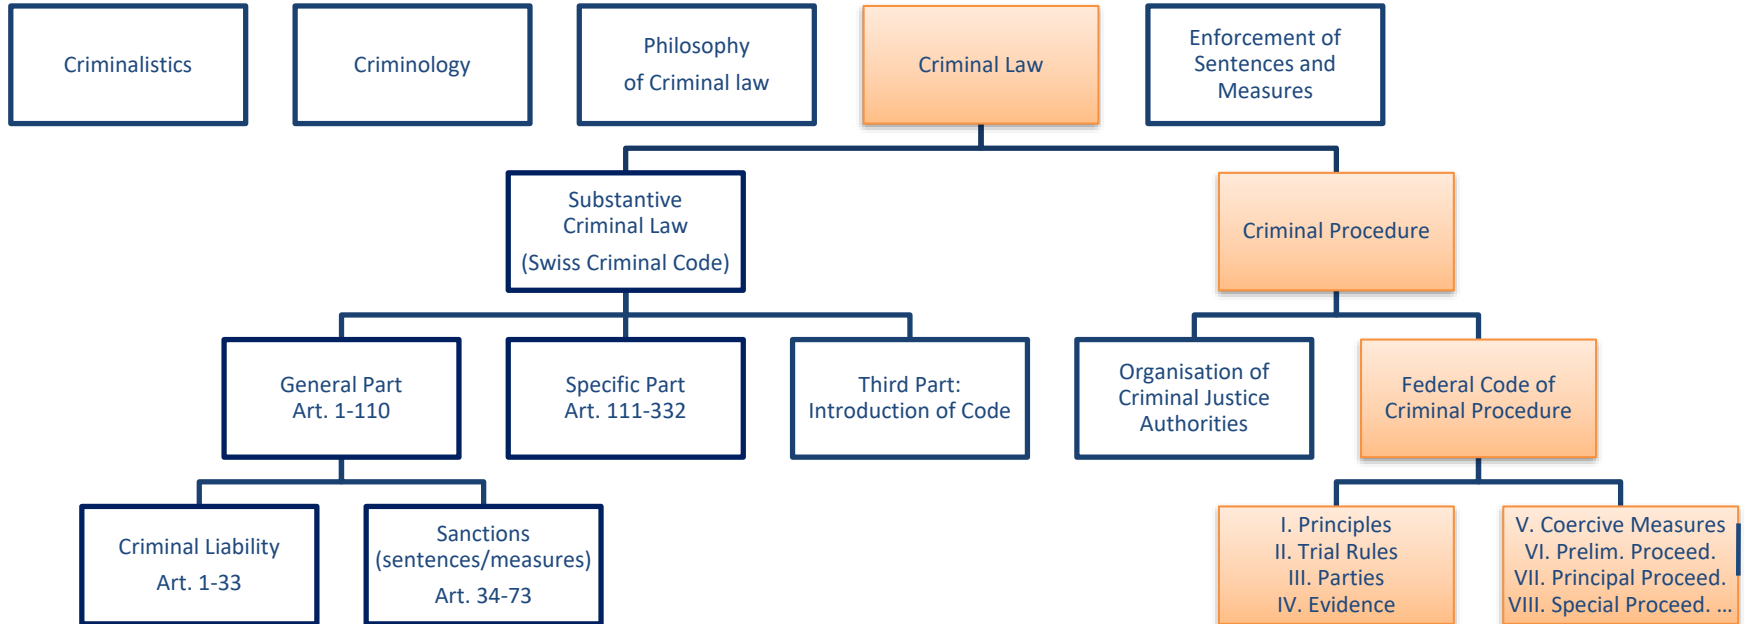 Criminalistics
Criminology
Philosophy
of Criminal law
Criminal Law
Enforcement of
Sentences and
Measures
Substantive
Criminal Law
(Swiss Criminal Code)
Criminal Procedure
General Part
Art. 1-110
Specific Part
Art. 111-332
Third Part:
Introduction of Code
Organisation of
Criminal Justice
Authorities
Federal Code of
Criminal Procedure
Criminal Liability
Art. 1-33
Sanctions
(sentences/measures)
Art. 34-73
I. Principles
II. Trial Rules
III. Parties
IV. Evidence
V. Coercive Measures
VI. Prelim. Proceed.
VII. Principal Proceed.
VIII. Special Proceed. ...